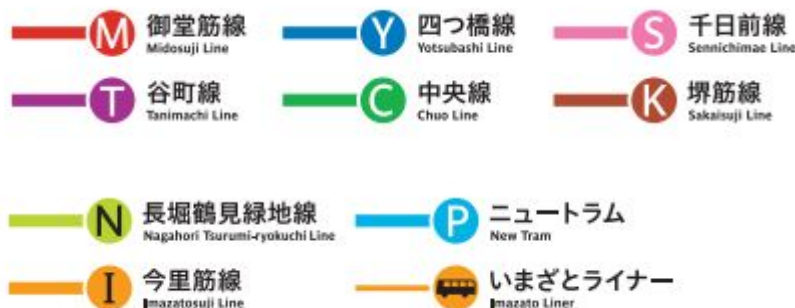 M 御堂筋線 Y 四つ橋線 S 千日前線
Midosuji Line Yotsubashi Line Sennichimae Line
T 谷町線 C 中央線 K 堺筋線
Tanimachi Line Chuo Line Sakaisuji Line
N 長堀鶴見緑地線 P ニュートラム
Nagahori Tsurumi-ryokuchi Line New Tram
I 今里筋線 いまざとライナー
Imazatosuji Line Imazato Liner